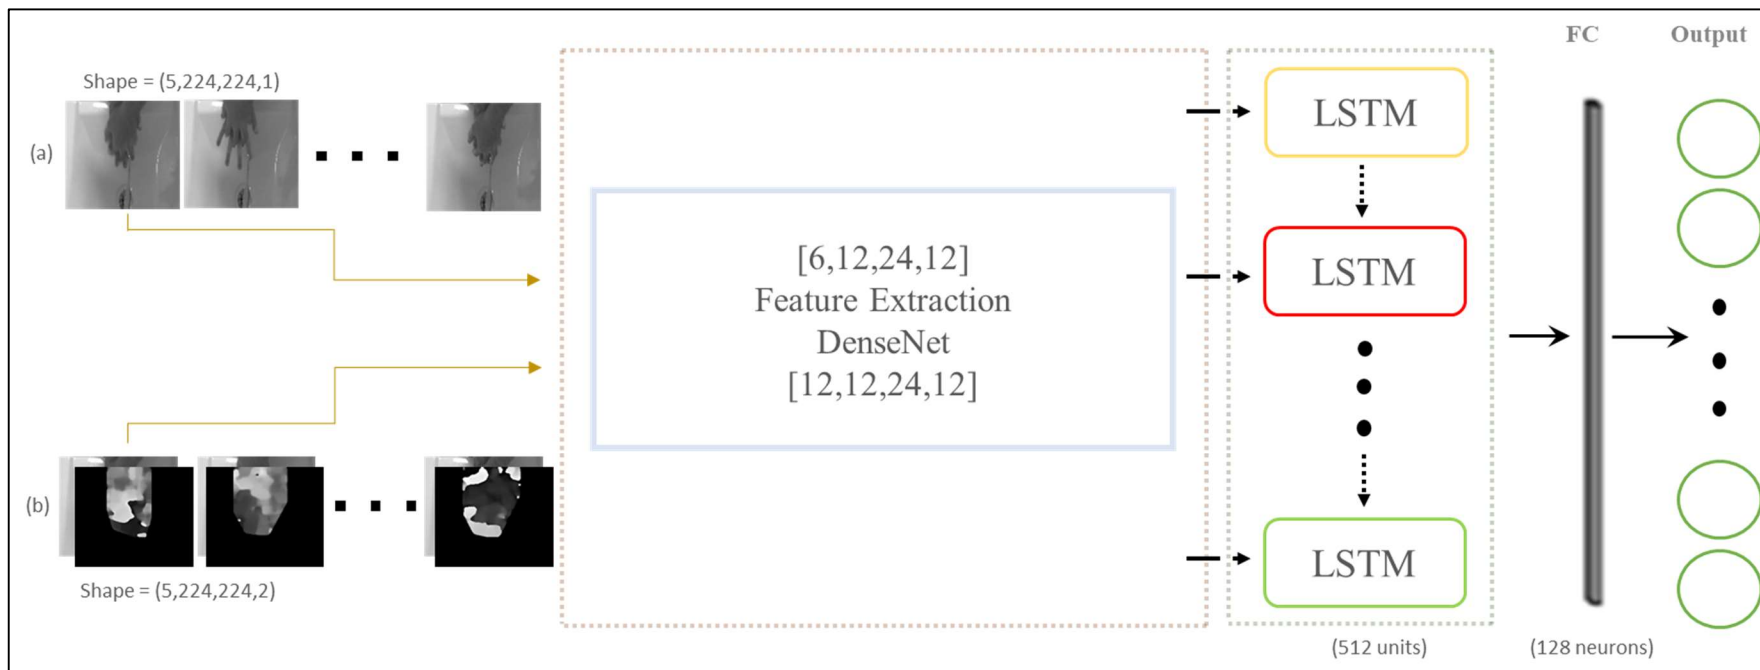 Shape = (5,224,224,1)
(a)
(b)
Shape = (5,224,224,2)
[6,12,24,12]
Feature Extraction
DenseNet
[12,12,24,12]
LSTM
LSTM
LSTM
(512 units)
FC
(128 neurons)
Output